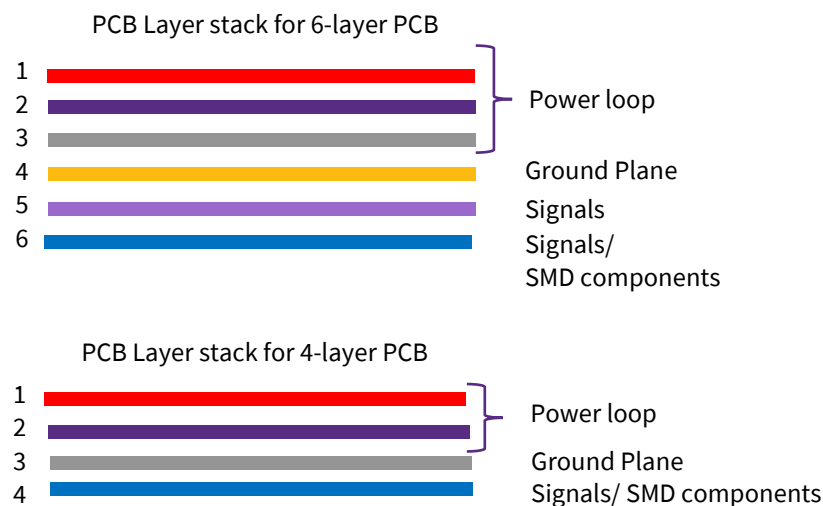 PCB Layer stack for 6-layer PCB
1
2
3
4
5
6
Power loop
Ground Plane
Signals
Signals/
SMD components
PCB Layer stack for 4-layer PCB
1
2
3
4
Power loop
Ground Plane
Signals/ SMD components